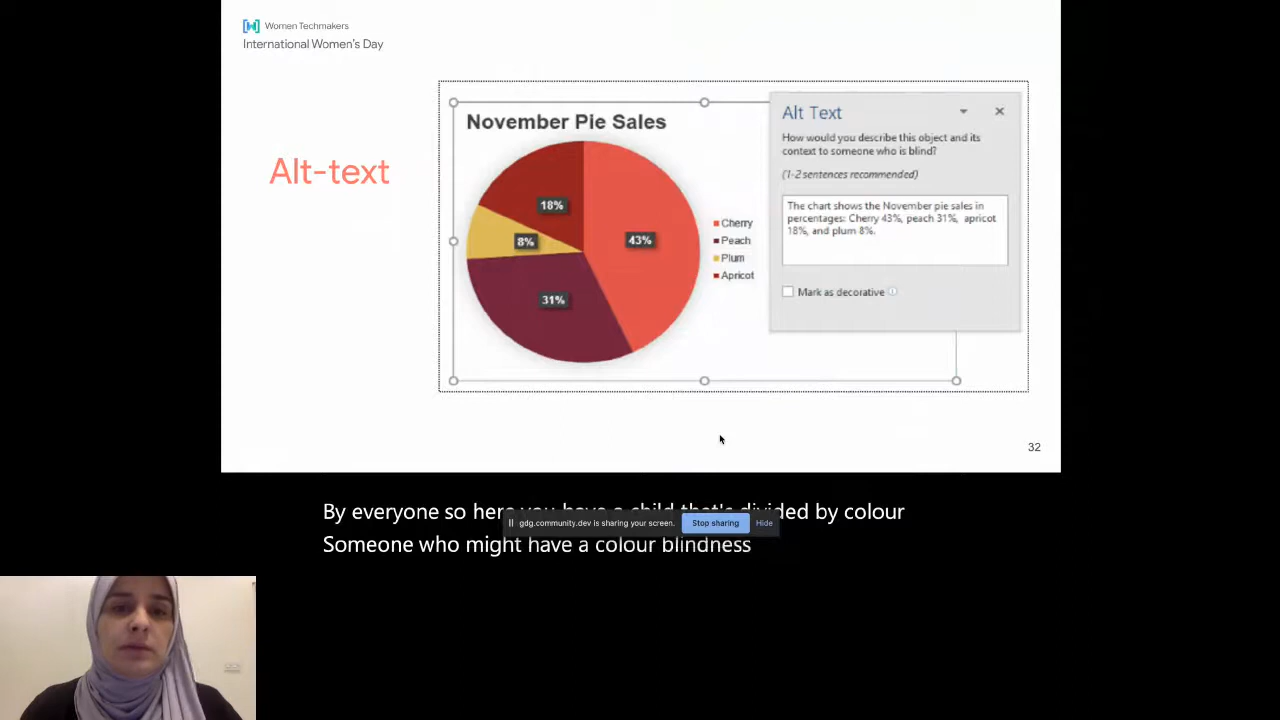 Women Techmakers
International Women's Day
Alt-text
November Pie Sales
18%
8%
43%
31%
Cherry
Peach
Plum
Apricot
Alt Text
How would you describe this object and its
context to someone who is blind?
(1-2 sentences recommended)
The chart shows the November pie sales in
percentages: Cherry 43%, peach 31%, apricot
18%, and plum 8%.
Mark as decorative
32
By everyone so here you have a child that's divided by colour
gdg.community.dev is sharing your screen.
Stop sharing
Hide
Someone who might have a colour blindness